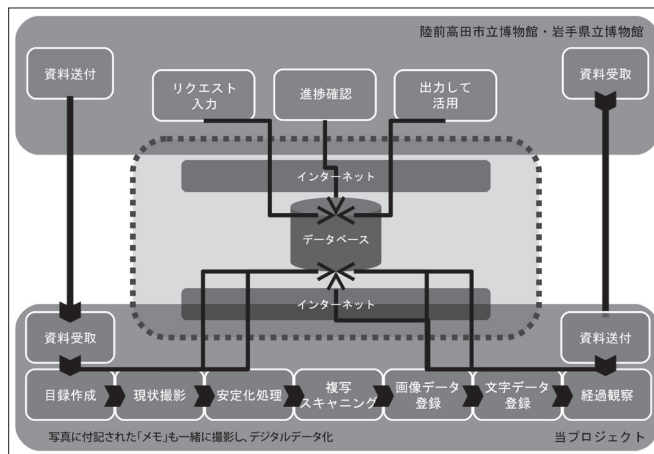 陸前高田市立博物館・岩手県立博物館
資料送付
リクエスト
入力
進捗確認
出力して
活用
資料受取
インターネット
データベース
インターネット
資料受取
資料送付
目録作成
現状撮影
安定化処理
複写
スキャニング
画像データ
登録
文字データ
登録
経過観察
写真に付記された「メモ」も一緒に撮影し、デジタルデータ化
当プロジェクト